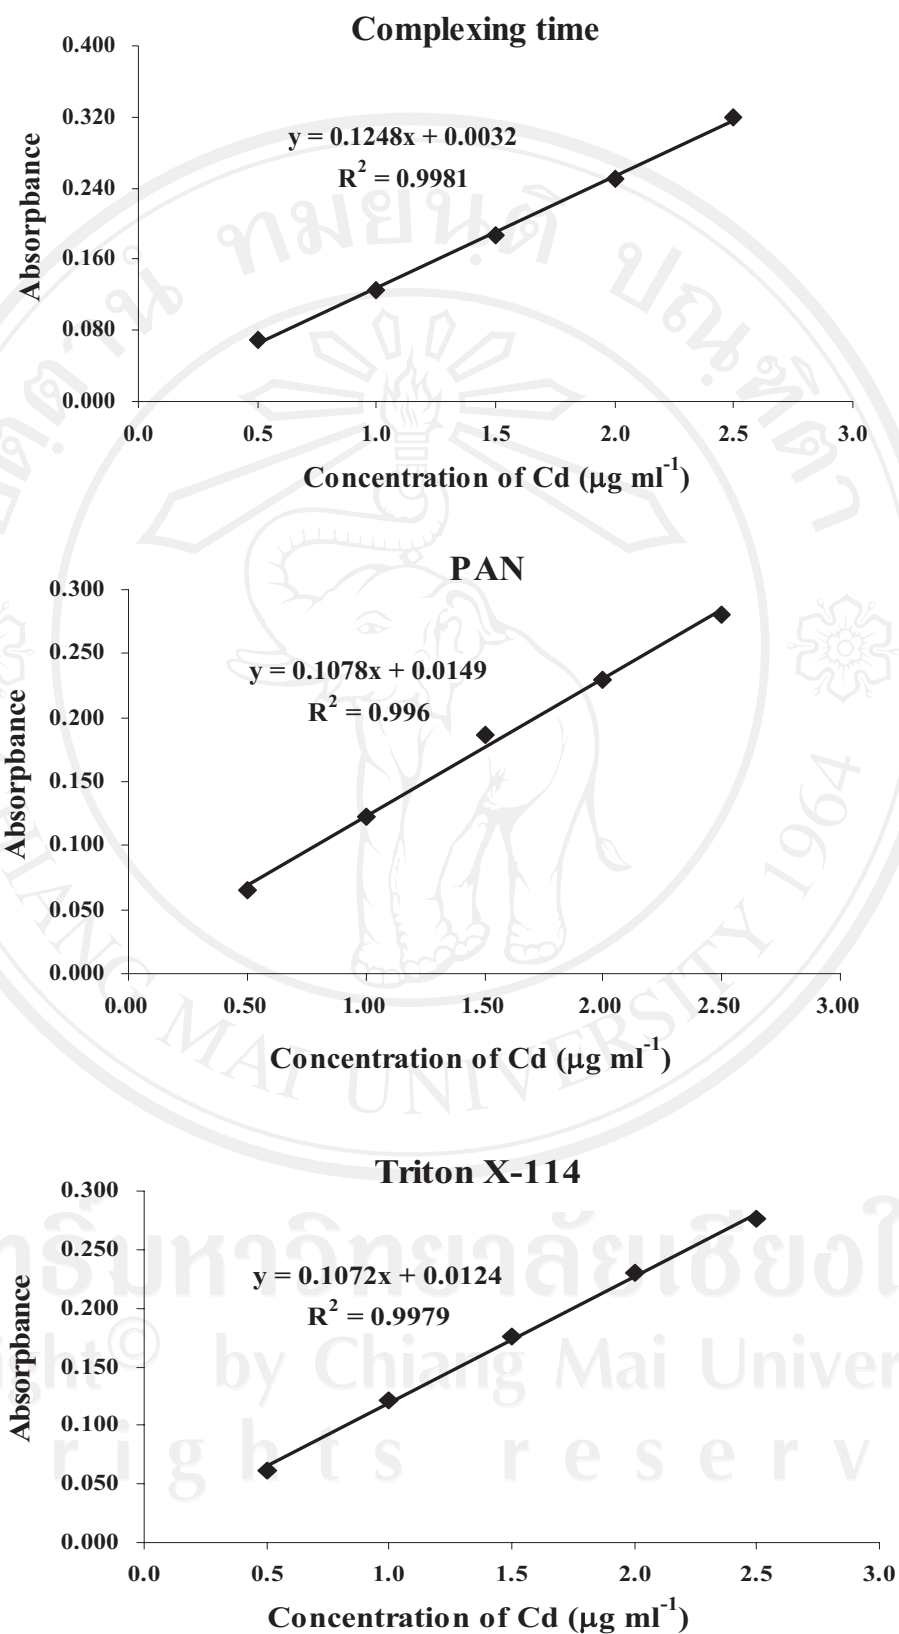 Complexing time
0.400
0.320
0.240
0.160
0.080
0.000
Absorpbance
y = 0.1248x + 0.0032
R² = 0.9981
0.0 0.5 1.0 1.5 2.0 2.5 3.0
Concentration of Cd (μg ml⁻¹)
PAN
0.300
0.250
0.200
0.150
0.100
0.050
0.000
Absorpbance
y = 0.1078x + 0.0149
R² = 0.996
0.00 0.50 1.00 1.50 2.00 2.50 3.00
Concentration of Cd (μg ml⁻¹)
Triton X-114
0.300
0.250
0.200
0.150
0.100
0.050
0.000
Absorpbance
y = 0.1072x + 0.0124
R² = 0.9979
0.0 0.5 1.0 1.5 2.0 2.5 3.0
Concentration of Cd (μg ml⁻¹)
MAI UNIVERSITY 1964
by Chiang Mai
rights